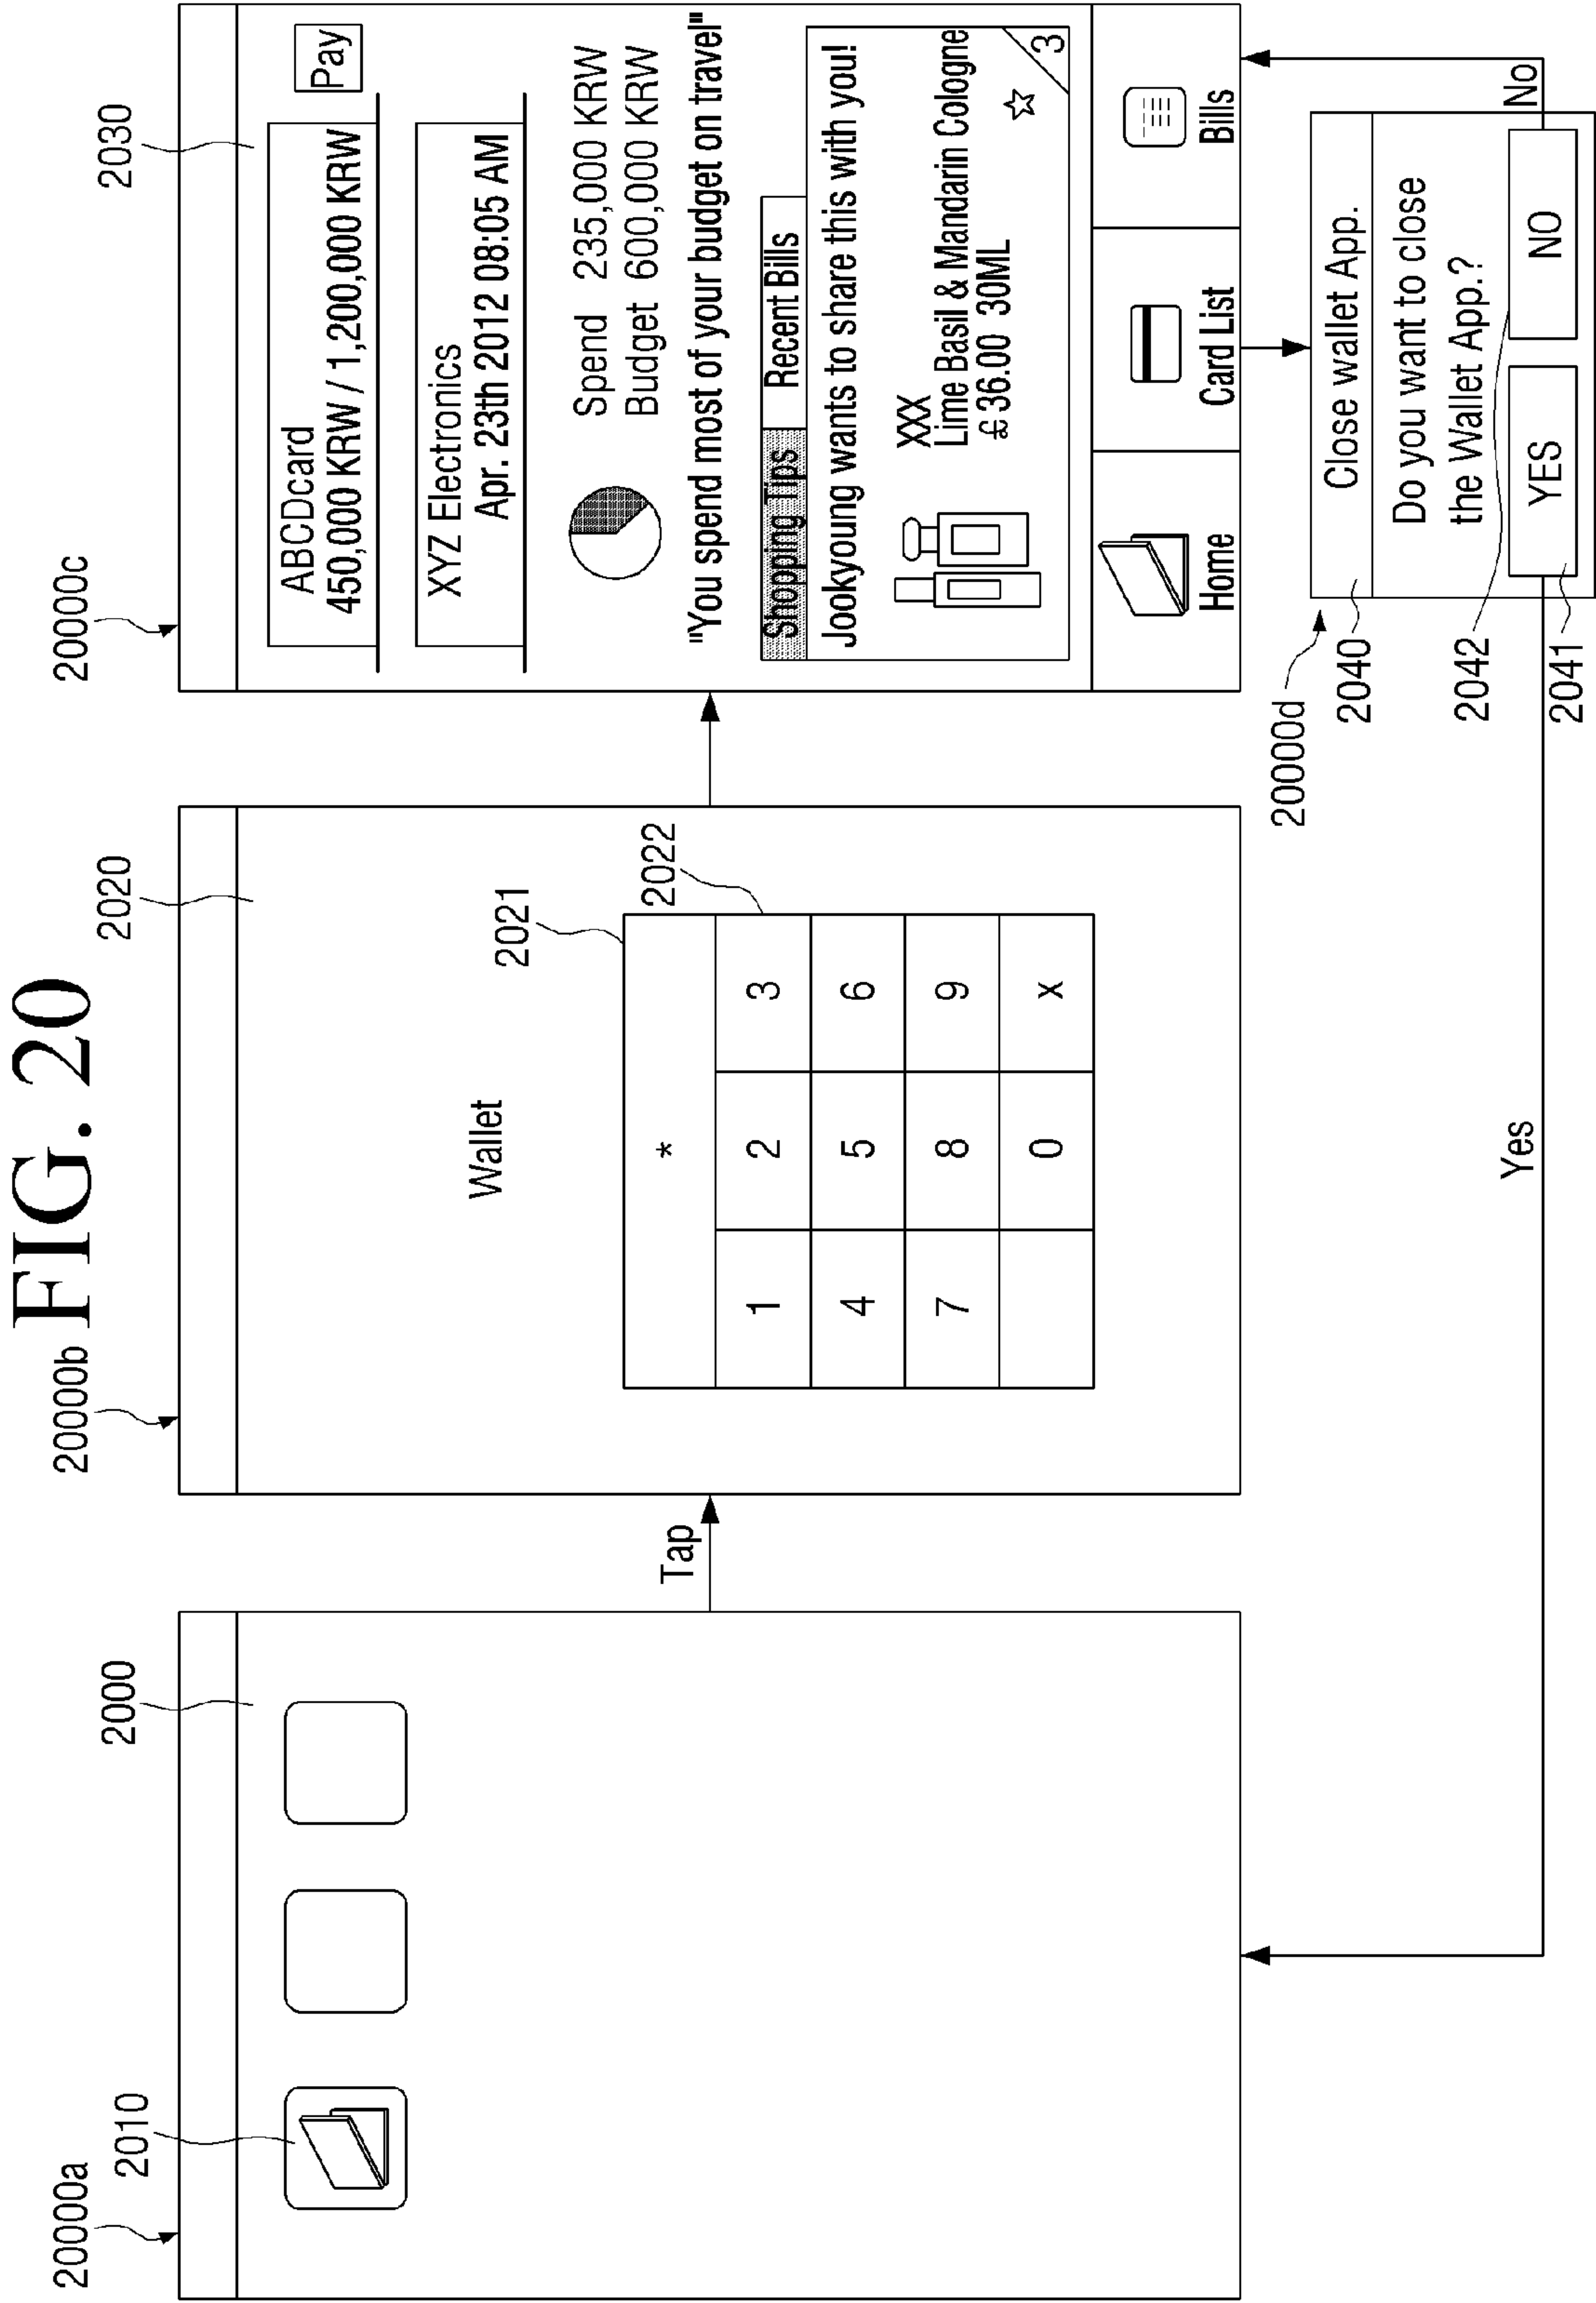 FIG. 20
20000a
2010
2000
Tap
20000b
2020
Wallet
2021
*
2022
1 2 3
4 5 6
7 8 9
0 x
20000c
2030
ABCDcard
450,000 KRW / 1,200,000 KRW
Pay
XYZ Electronics
Apr. 23th 2012 08:05 AM
Spend 235,000 KRW
Budget 600,000 KRW
"You spend most of your budget on travel"
Shopping Tips Recent Bills
Jookyoung wants to share this with you!
XXX
Lime Basil & Mandarin Cologne
£36.00 30ML
3
Home Card List Bills
20000d
2040
Close wallet App.
Do you want to close
the Wallet App.?
2042
2041
YES NO
Yes
No